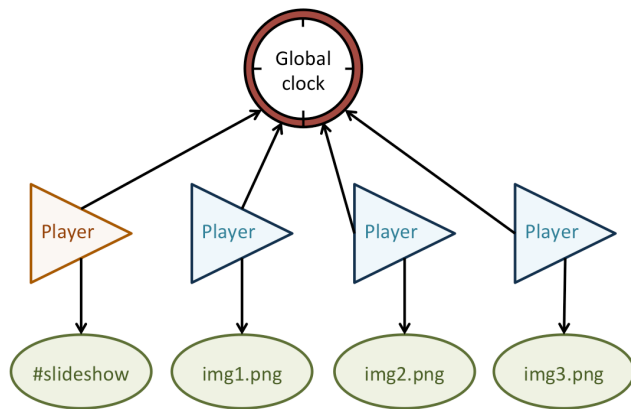 Global
clock
Player
Player
Player
Player
#slideshow
img1.png
img2.png
img3.png